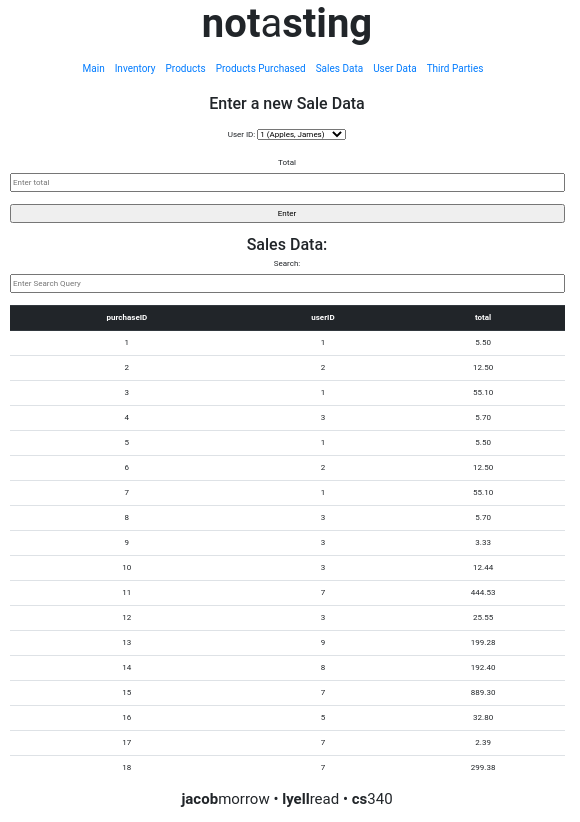 notasting
Main Inventory Products Products Purchased Sales Data User Data Third Parties
Enter a new Sale Data
User ID: 1 (Apples, James)
Total
Enter total
Enter
Sales Data:
Search:
Enter Search Query
purchaseID userID total
1 1 5.50
2 2 12.50
3 1 55.10
4 3 5.70
5 1 5.50
6 2 12.50
7 1 55.10
8 3 5.70
9 3 3.33
10 3 12.44
11 7 444.53
12 3 25.55
13 9 199.28
14 8 192.40
15 7 889.30
16 5 32.80
17 7 2.39
18 7 299.38
jacobmorrow • lyellread • cs340